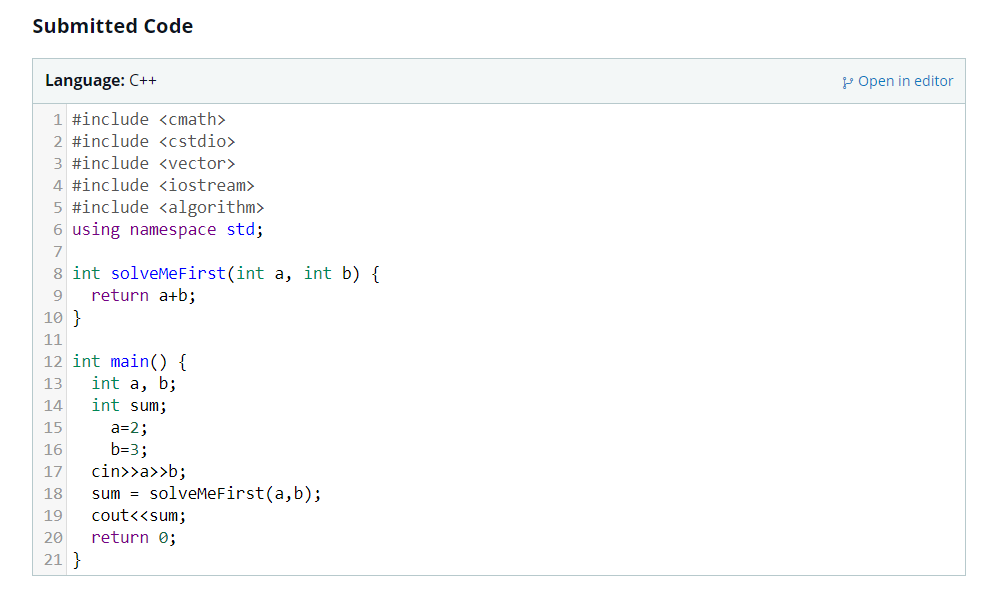 Submitted Code
Language: C++ Open in editor
1 #include <cmath>
2 #include <cstdio>
3 #include <vector>
4 #include <iostream>
5 #include <algorithm>
6 using namespace std;
7
8 int solveMeFirst(int a, int b) {
9   return a+b;
10 }
11
12 int main() {
13   int a, b;
14   int sum;
15     a=2;
16     b=3;
17   cin>>a>>b;
18   sum = solveMeFirst(a,b);
19   cout<<sum;
20   return 0;
21 }